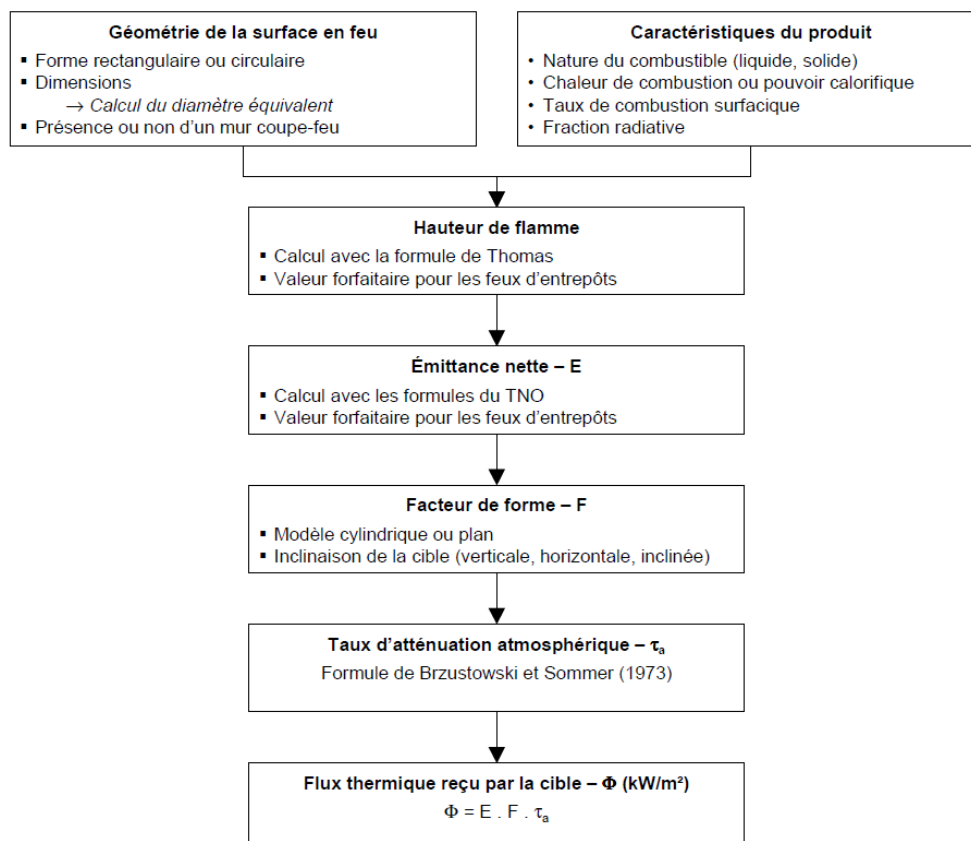 Géométrie de la surface en feu
▪ Forme rectangulaire ou circulaire
▪ Dimensions
→ Calcul du diamètre équivalent
▪ Présence ou non d’un mur coupe-feu
Caractéristiques du produit
• Nature du combustible (liquide, solide)
• Chaleur de combustion ou pouvoir calorifique
• Taux de combustion surfacique
• Fraction radiative
Hauteur de flamme
▪ Calcul avec la formule de Thomas
▪ Valeur forfaitaire pour les feux d’entrepôts
Émittance nette – E
▪ Calcul avec les formules du TNO
▪ Valeur forfaitaire pour les feux d’entrepôts
Facteur de forme – F
▪ Modèle cylindrique ou plan
▪ Inclinaison de la cible (verticale, horizontale, inclinée)
Taux d’atténuation atmosphérique – τa
Formule de Brzustowski et Sommer (1973)
Flux thermique reçu par la cible – Φ (kW/m²)
Φ = E . F . τa